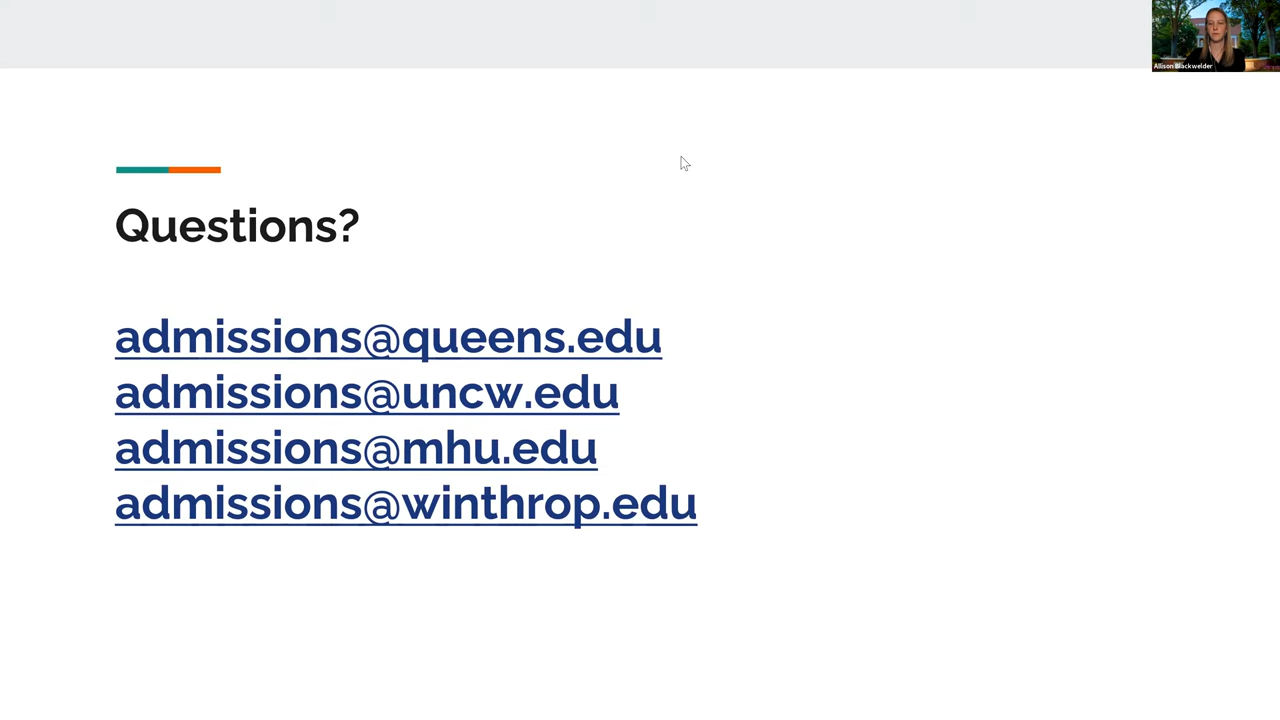 Allison Blackwelder
Questions?
admissions@queens.edu
admissions@uncw.edu
admissions@mhu.edu
admissions@winthrop.edu